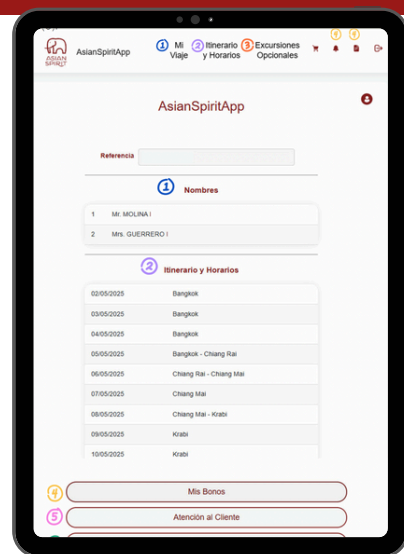 ASIAN
SPIRIT
AsianSpiritApp
1 Mi Viaje
2 Itinerario y Horarios
3 Excursiones Opcionales
4 4
AsianSpiritApp
Referencia
1 Nombres
1 Mr. MOLINA I
2 Mrs. GUERRERO I
2 Itinerario y Horarios
02/05/2025 Bangkok
03/05/2025 Bangkok
04/05/2025 Bangkok
05/05/2025 Bangkok - Chiang Rai
06/05/2025 Chiang Rai - Chiang Mai
07/05/2025 Chiang Mai
08/05/2025 Chiang Mai - Krabi
09/05/2025 Krabi
10/05/2025 Krabi
4 Mis Bonos
5 Atención al Cliente